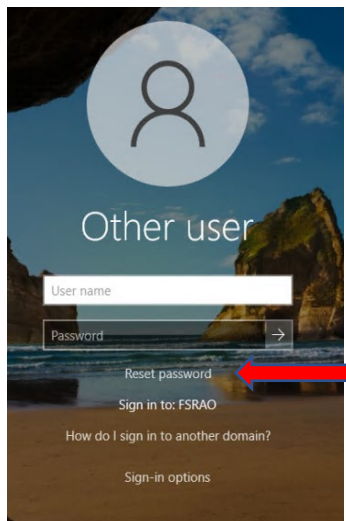 Other user
User name
Password
Reset password
Sign in to: FSRAO
How do I sign in to another domain?
Sign-in options